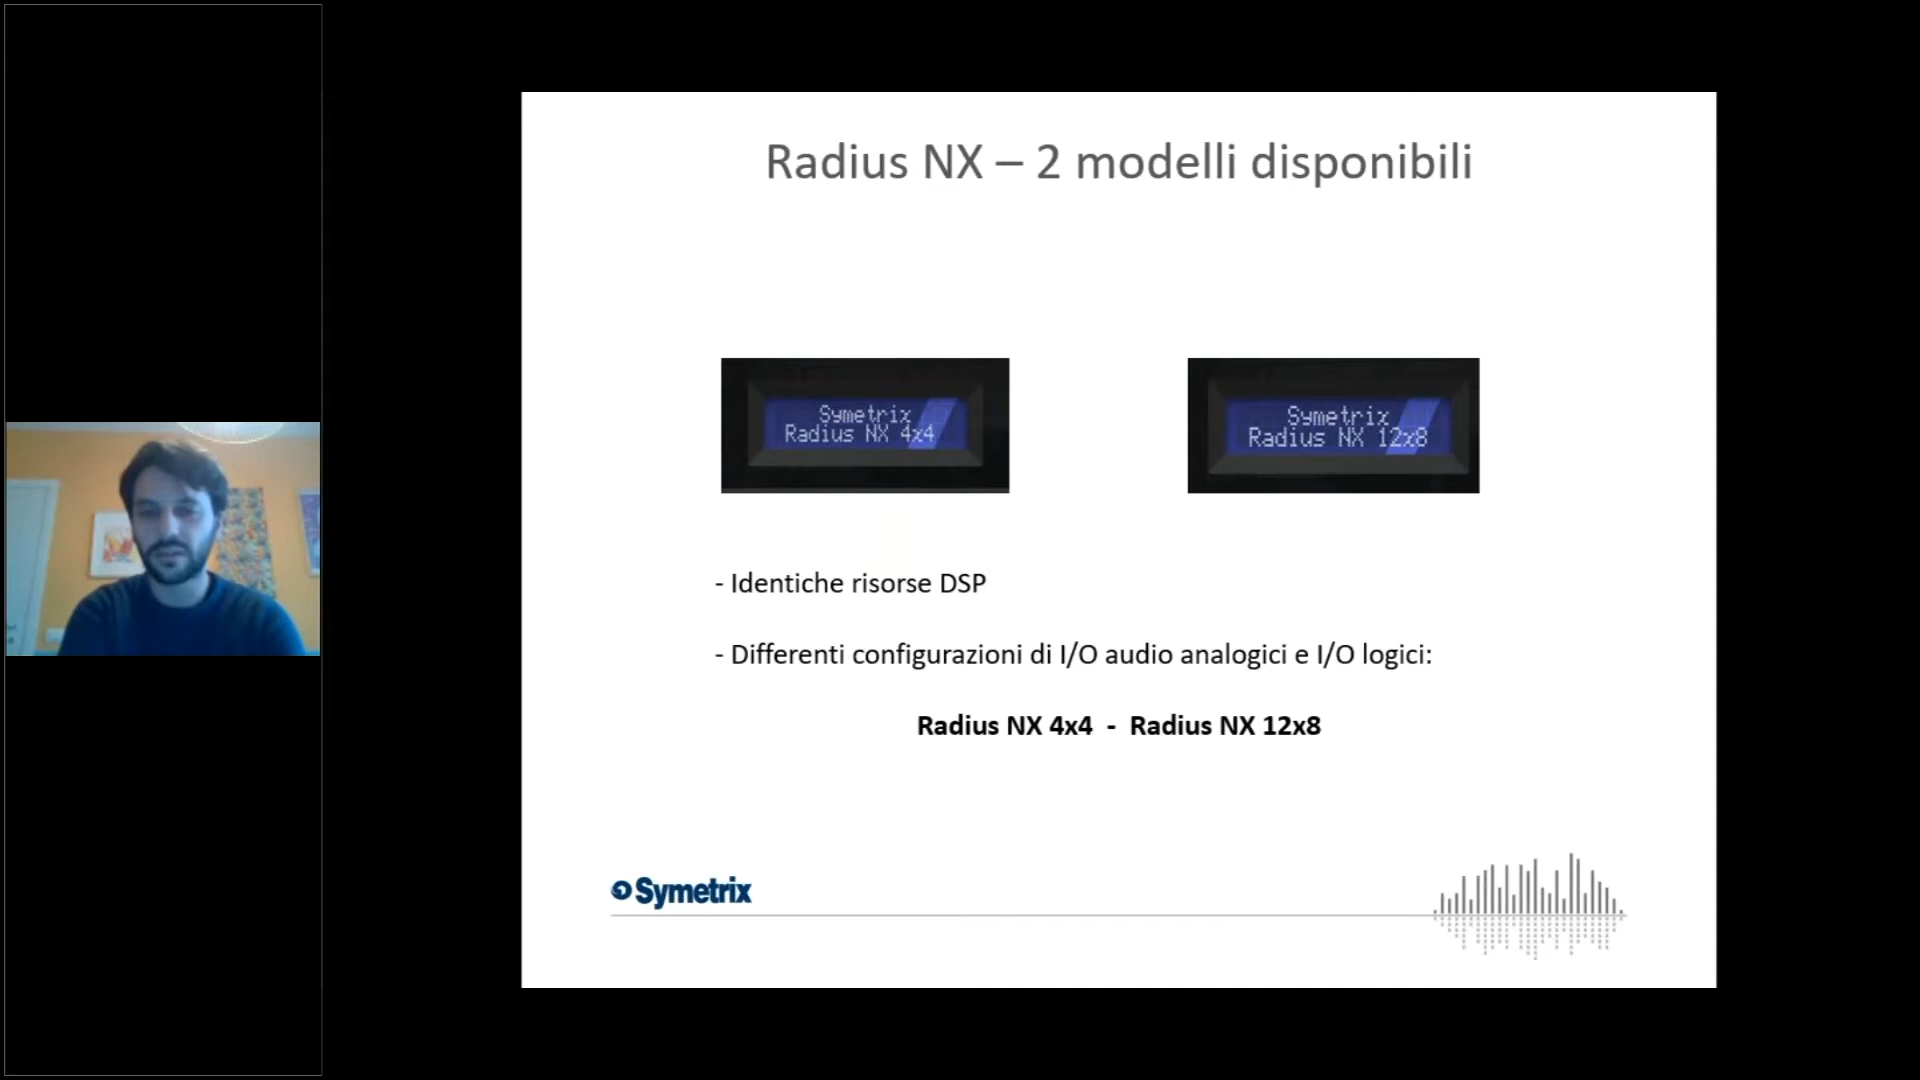 Radius NX – 2 modelli disponibili
Symetrix
Radius NX 4x4
Symetrix
Radius NX 12x8
- Identiche risorse DSP
- Differenti configurazioni di I/O audio analogici e I/O logici:
Radius NX 4x4 - Radius NX 12x8
Symetrix